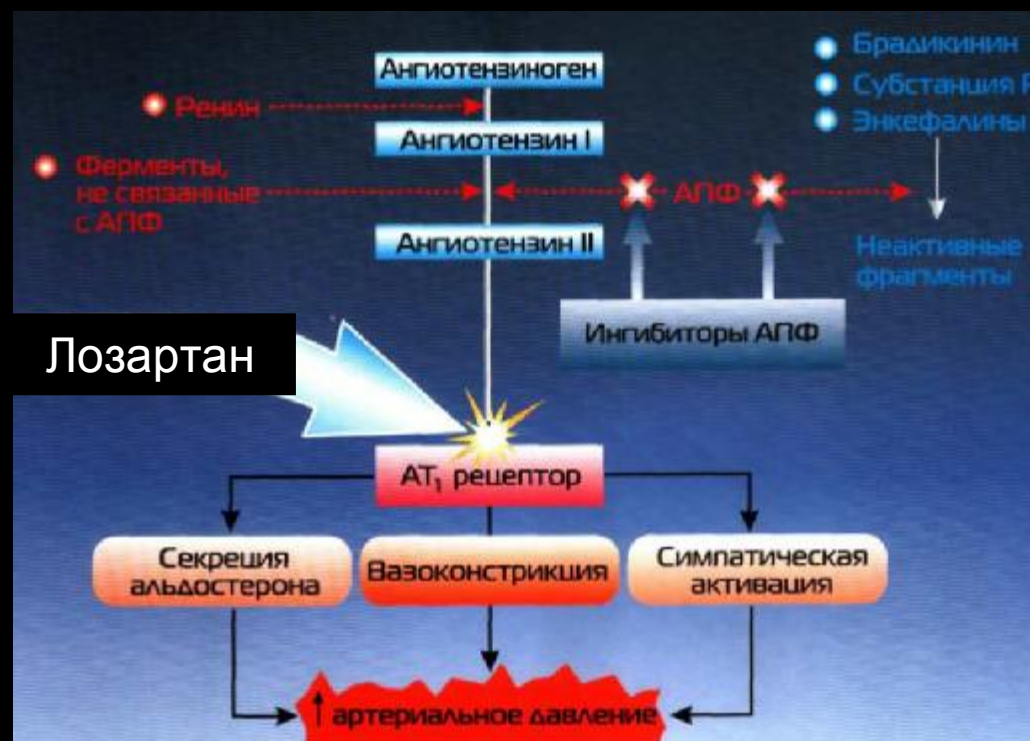 Ангиотензиноген
Брадикинин
Субстанция Р
Энкефалины
Ренин
Ангиотензин I
Ферменты,
не связанные
с АПФ
АПФ
Ангиотензин II
Неактивные
фрагменты
Ингибиторы АПФ
Лозартан
АТ₁ рецептор
Секреция
альдостерона
Вазоконстрикция
Симпатическая
активация
↑ артериальное давление